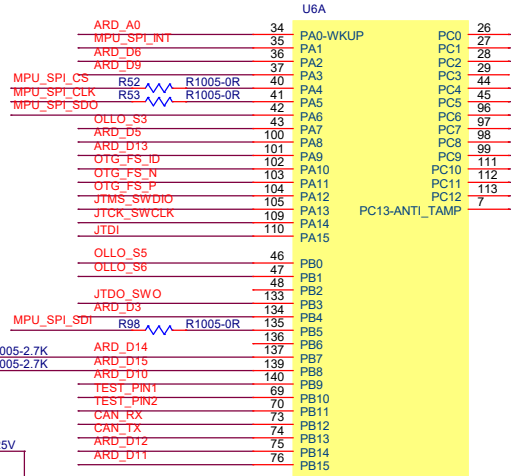 U6A
ARD_A0 34 PA0-WKUP PC0 26
MPU_SPI_INT 35 PA1 PC1 27
ARD_D6 36 PA2 PC2 28
ARD_D9 37 PA3 PC3 29
MPU_SPI_CS R52 R1005-0R 40 PA4 PC4 44
MPU_SPI_CLK R53 R1005-0R 41 PA5 PC5 45
MPU_SPI_SDO 42 PA6 PC6 96
OLLO_S3 43 PA7 PC7 97
ARD_D5 100 PA8 PC8 98
ARD_D13 101 PA9 PC9 99
OTG_FS_ID 102 PA10 PC10 111
OTG_FS_N 103 PA11 PC11 112
OTG_FS_P 104 PA12 PC12 113
JTMS_SWDIO 105 PA13 PC13-ANTI_TAMP 7
JTCK_SWCLK 109 PA14
JTDI 110 PA15
OLLO_S5 46 PB0
OLLO_S6 47 PB1
48 PB2
JTDO_SWO 133 PB3
ARD_D3 134 PB4
MPU_SPI_SDI R98 R1005-0R 135 PB5
136 PB6
005-2.7K ARD_D14 137 PB7
005-2.7K ARD_D15 139 PB8
ARD_D10 140 PB9
TEST_PIN1 69 PB10
TEST_PIN2 70 PB11
CAN_RX 73 PB12
CAN_TX 74 PB13
5V ARD_D12 75 PB14
ARD_D11 76 PB15